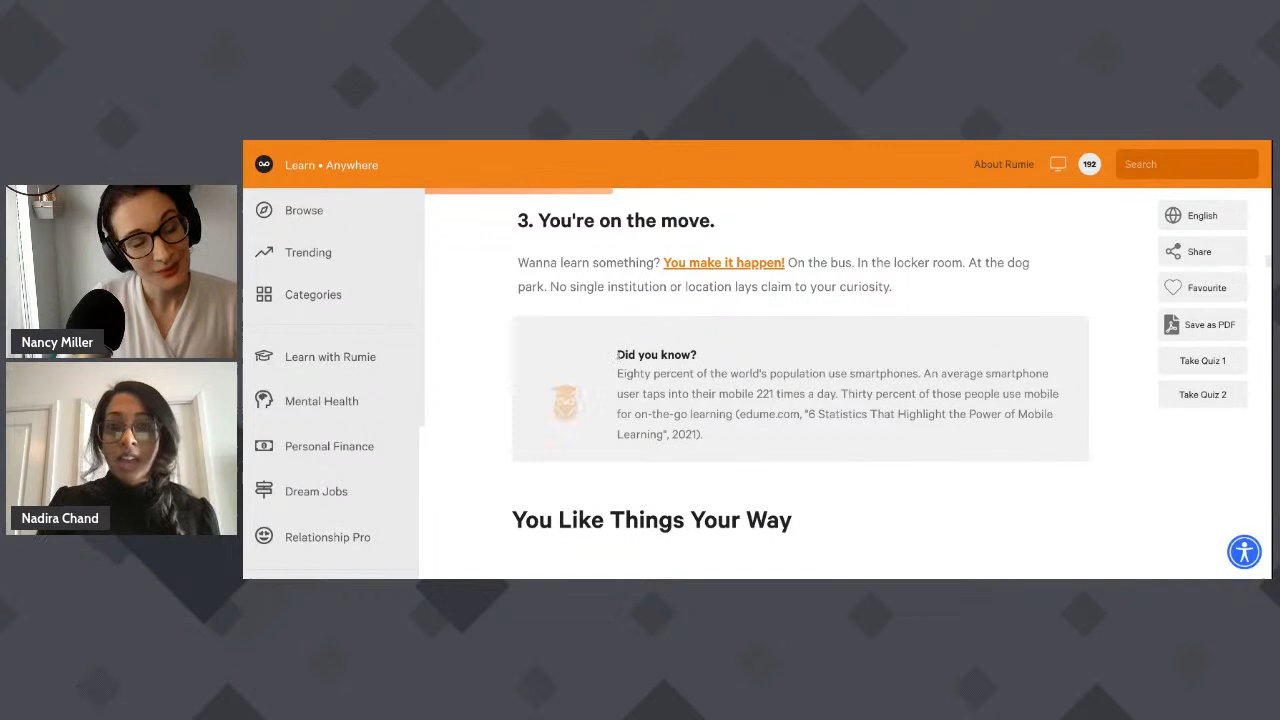 Learn • Anywhere
About Rumie
192
Search
Browse
Trending
Categories
Learn with Rumie
Mental Health
Personal Finance
Dream Jobs
Relationship Pro
3. You're on the move.
Wanna learn something? You make it happen! On the bus. In the locker room. At the dog
park. No single institution or location lays claim to your curiosity.
Did you know?
Eighty percent of the world's population use smartphones. An average smartphone
user taps into their mobile 221 times a day. Thirty percent of those people use mobile
for on-the-go learning (edume.com, "6 Statistics That Highlight the Power of Mobile
Learning", 2021).
You Like Things Your Way
English
Share
Favourite
Save as PDF
Take Quiz 1
Take Quiz 2
Nancy Miller
Nadira Chand